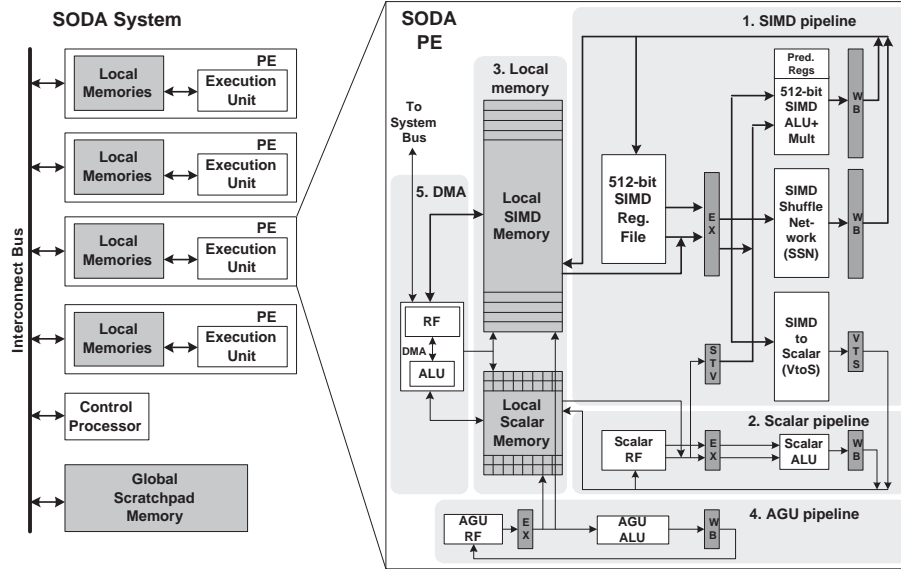 SODA System
Interconnect Bus
PE
Local
Memories
Execution
Unit
PE
Local
Memories
Execution
Unit
PE
Local
Memories
Execution
Unit
PE
Local
Memories
Execution
Unit
Control
Processor
Global
Scratchpad
Memory
SODA
PE
To
System
Bus
1. SIMD pipeline
3. Local
memory
Local
SIMD
Memory
5. DMA
RF
DMA
ALU
Local
Scalar
Memory
512-bit
SIMD
Reg.
File
E
X
Pred.
Regs
512-bit
SIMD
ALU+
Mult
W
B
SIMD
Shuffle
Net-
work
(SSN)
W
B
S
T
V
SIMD
to
Scalar
(VtoS)
V
T
S
2. Scalar pipeline
Scalar
RF
E
X
Scalar
ALU
W
B
4. AGU pipeline
AGU
RF
E
X
AGU
ALU
W
B